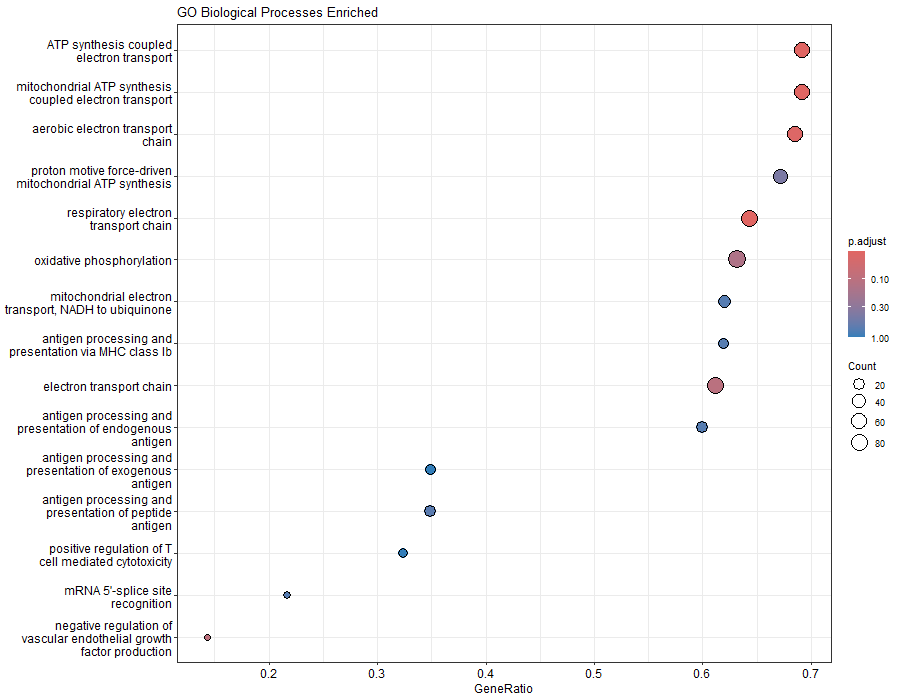 GO Biological Processes Enriched
ATP synthesis coupled
electron transport
mitochondrial ATP synthesis
coupled electron transport
aerobic electron transport
chain
proton motive force-driven
mitochondrial ATP synthesis
respiratory electron
transport chain
oxidative phosphorylation
mitochondrial electron
transport, NADH to ubiquinone
antigen processing and
presentation via MHC class Ib
electron transport chain
antigen processing and
presentation of endogenous
antigen
antigen processing and
presentation of exogenous
antigen
antigen processing and
presentation of peptide
antigen
positive regulation of T
cell mediated cytotoxicity
mRNA 5'-splice site
recognition
negative regulation of
vascular endothelial growth
factor production
0.2
0.3
0.4
0.5
0.6
0.7
GeneRatio
p.adjust
0.10
0.30
1.00
Count
20
40
60
80